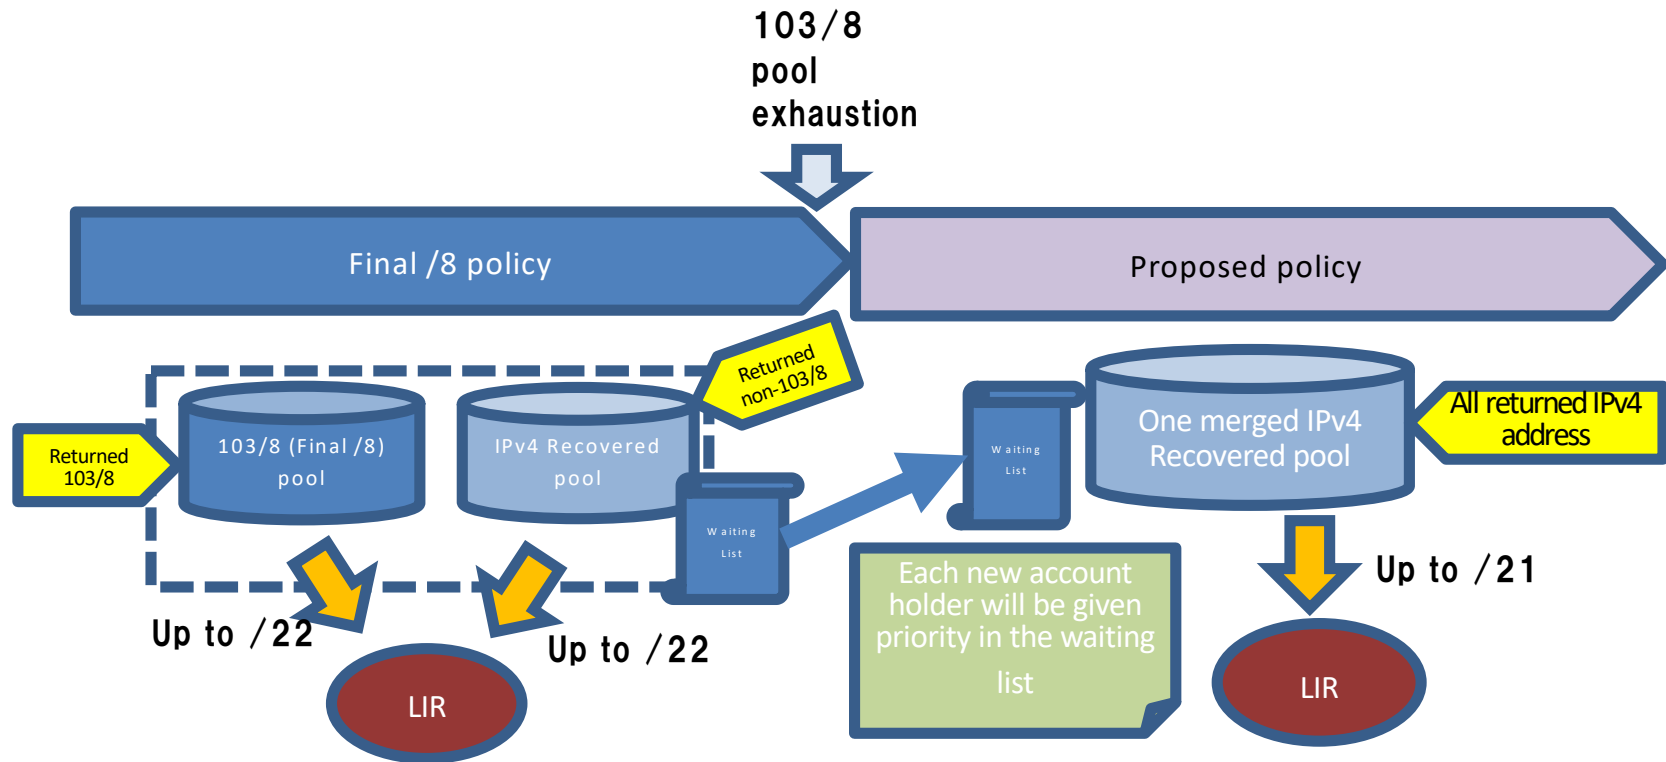 103/8
pool
exhaustion
Final /8 policy
Proposed policy
Returned
non-103/8
Returned
103/8
103/8 (Final /8)
pool
IPv4 Recovered
pool
Waiting
List
Waiting
List
One merged IPv4
Recovered pool
All returned IPv4
address
Up to /22
Up to /22
LIR
Each new account
holder will be given
priority in the waiting
list
Up to /21
LIR